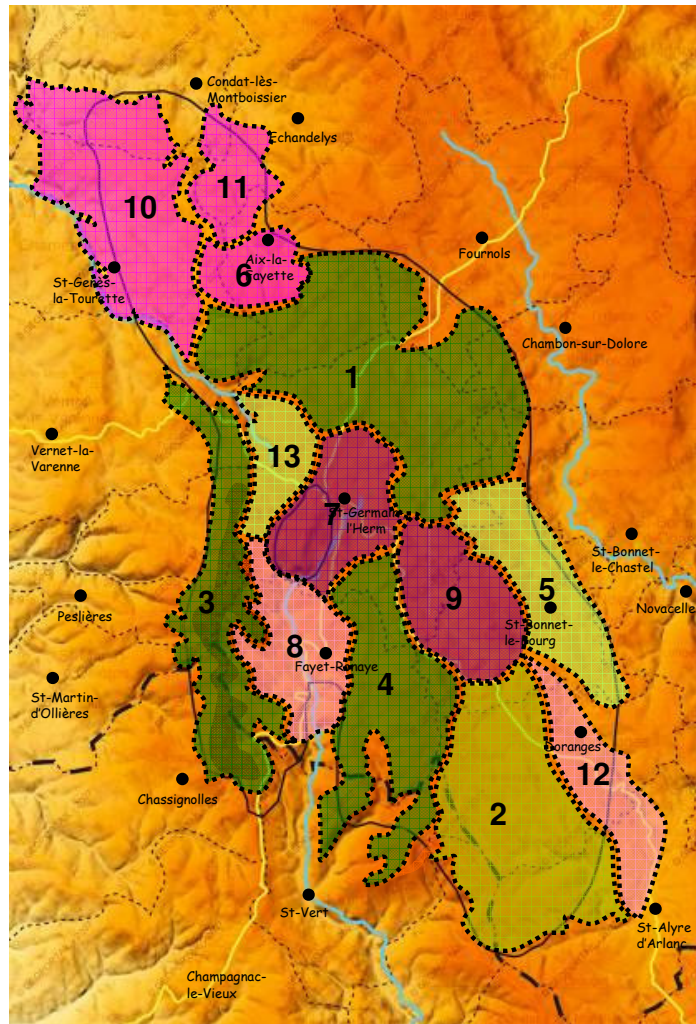 Condat-lès-
Montboissier
Echandelys
11
10
Fournols
Aix-la-
Fayette
6
St-Genès-
la-Tourette
Chambon-sur-Dolore
1
Vernet-la-
Varenne
13
St-Germain
l'Herm
7
St-Bonnet-
le-Chastel
Peslières
3
9
5
Novacelles
St-Bonnet-
le-Bourg
8
Fayet-Ronaye
4
St-Martin-
d'Ollières
Doranges
12
Chassignolles
2
St-Vert
St-Alyre
d'Arlanc
Champagnac-
le-Vieux